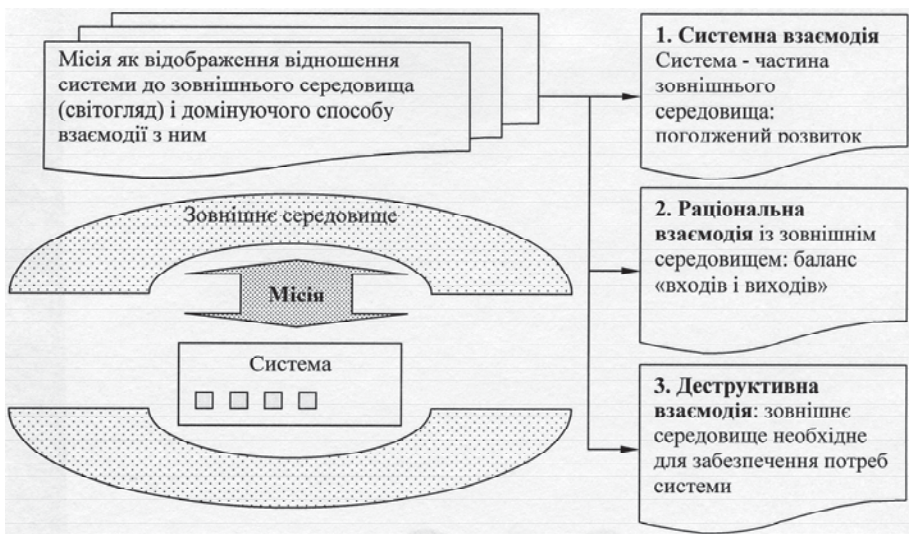 Місія як відображення відношення
системи до зовнішнього середовища
(світогляд) і домінуючого способу
взаємодії з ним
Зовнішнє середовище
Місія
Система
1. Системна взаємодія
Система - частина
зовнішнього
середовища:
погоджений розвиток
2. Раціональна
взаємодія із зовнішнім
середовищем: баланс
«входів і виходів»
3. Деструктивна
взаємодія: зовнішнє
середовище необхідне
для забезпечення потреб
системи